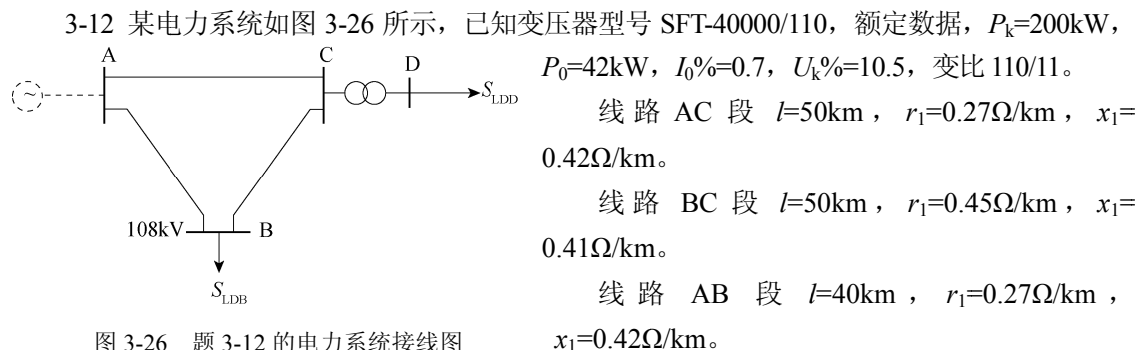 3-12 某电力系统如图 3-26 所示，已知变压器型号 SFT-40000/110，额定数据，Pk=200kW，
P0=42kW，I0%=0.7，Uk%=10.5，变比 110/11。
线路 AC 段 l=50km，r1=0.27Ω/km，x1=
0.42Ω/km。
线路 BC 段 l=50km，r1=0.45Ω/km，x1=
0.41Ω/km。
线路 AB 段 l=40km，r1=0.27Ω/km，
x1=0.42Ω/km。
A
C
D
~
SLDD
108kV
B
SLDB
图 3-26 题 3-12 的电力系统接线图